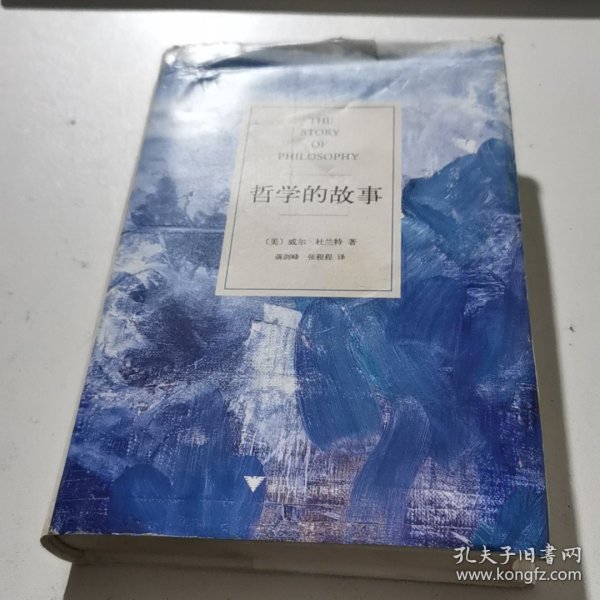 THE
STORY
OF
PHILOSOPHY
哲学的故事
〔美〕威尔·杜兰特 著
蒋剑峰 张程程 译
孔夫子旧書网
www.kongfz.com